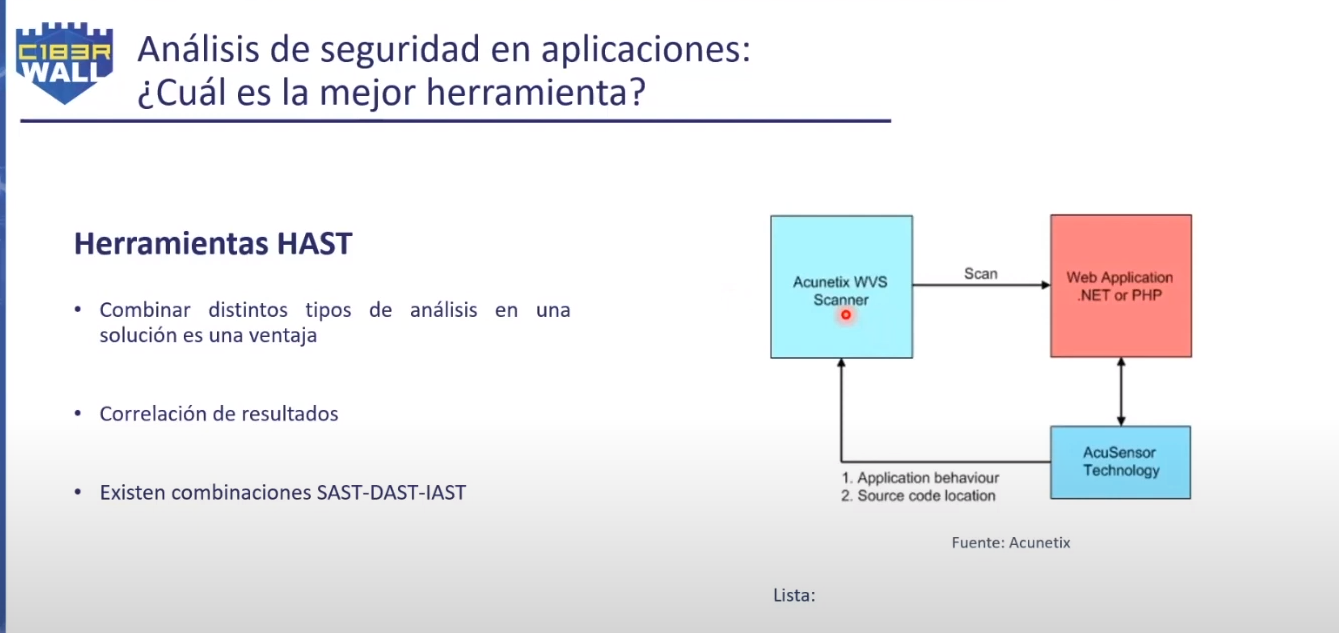 C183R
WALL
Análisis de seguridad en aplicaciones:
¿Cuál es la mejor herramienta?
Herramientas HAST
• Combinar distintos tipos de análisis en una
solución es una ventaja
• Correlación de resultados
• Existen combinaciones SAST-DAST-IAST
Acunetix WVS
Scanner
Scan
Web Application
.NET or PHP
AcuSensor
Technology
1. Application behaviour
2. Source code location
Fuente: Acunetix
Lista: